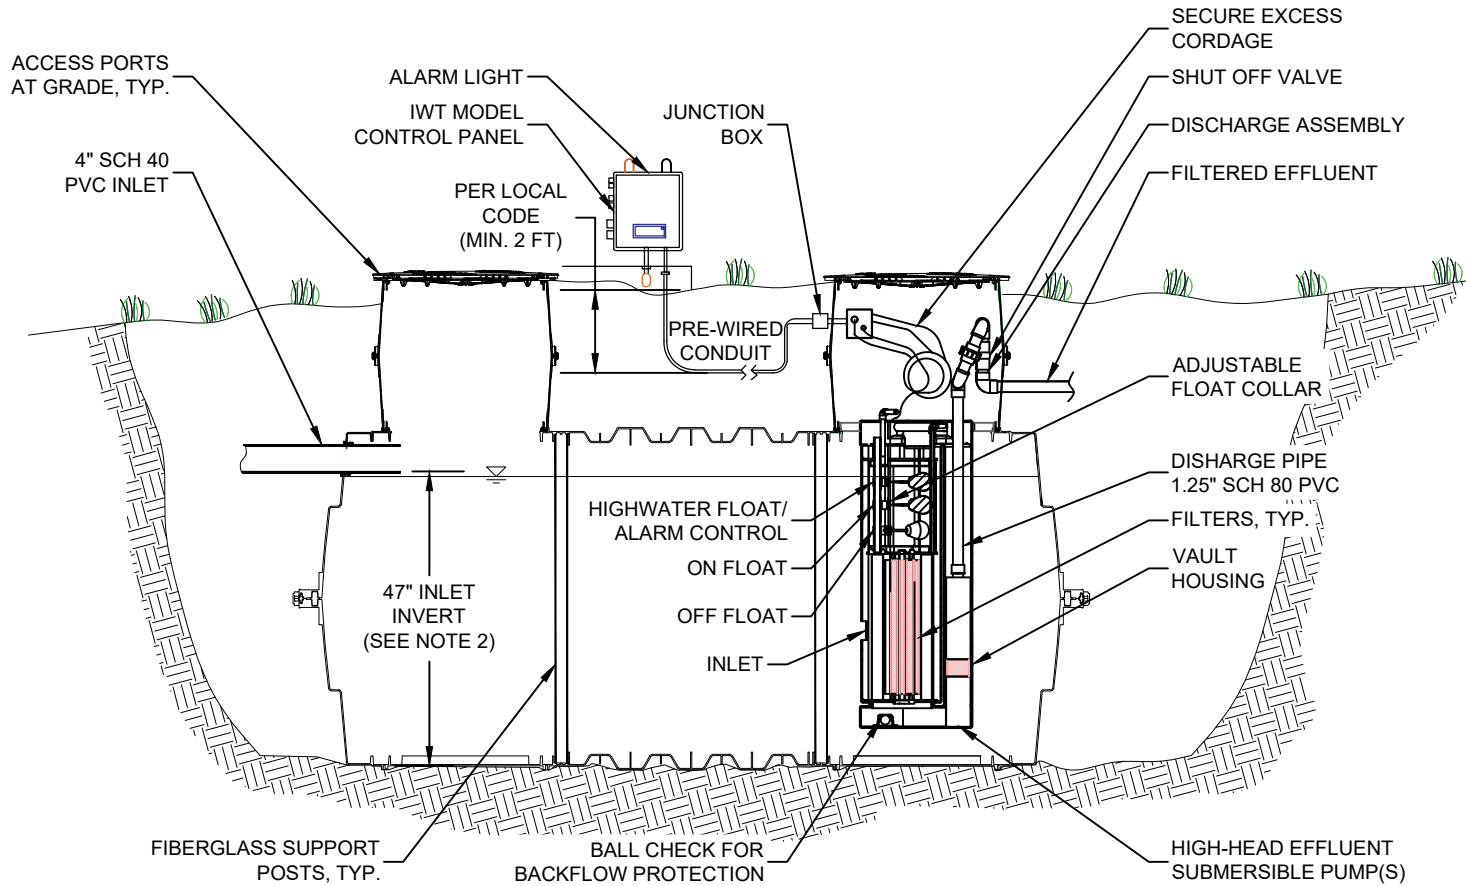 SECURE EXCESS
CORDAGE
ACCESS PORTS
AT GRADE, TYP.
ALARM LIGHT
SHUT OFF VALVE
IWT MODEL
CONTROL PANEL
JUNCTION
BOX
DISCHARGE ASSEMBLY
4" SCH 40
PVC INLET
FILTERED EFFLUENT
PER LOCAL
CODE
(MIN. 2 FT)
PRE-WIRED
CONDUIT
ADJUSTABLE
FLOAT COLLAR
DISHARGE PIPE
1.25" SCH 80 PVC
HIGHWATER FLOAT/
ALARM CONTROL
FILTERS, TYP.
ON FLOAT
VAULT
HOUSING
47" INLET
INVERT
(SEE NOTE 2)
OFF FLOAT
INLET
FIBERGLASS SUPPORT
POSTS, TYP.
BALL CHECK FOR
BACKFLOW PROTECTION
HIGH-HEAD EFFLUENT
SUBMERSIBLE PUMP(S)